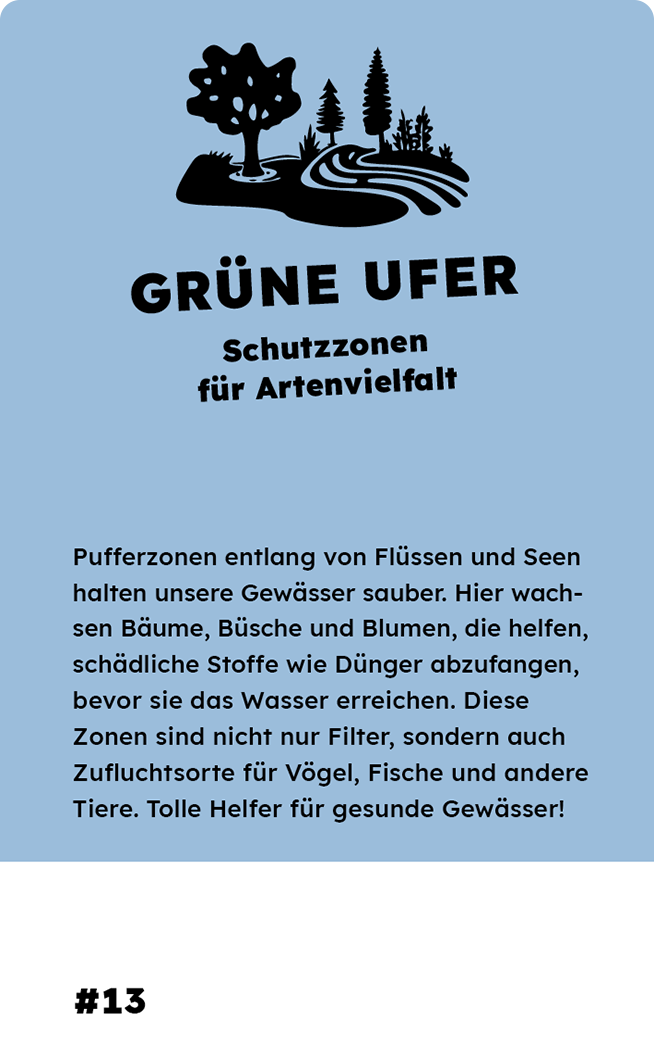 GRÜNE UFER
Schutzzonen
für Artenvielfalt
Pufferzonen entlang von Flüssen und Seen
halten unsere Gewässer sauber. Hier wach-
sen Bäume, Büsche und Blumen, die helfen,
schädliche Stoffe wie Dünger abzufangen,
bevor sie das Wasser erreichen. Diese
Zonen sind nicht nur Filter, sondern auch
Zufluchtsorte für Vögel, Fische und andere
Tiere. Tolle Helfer für gesunde Gewässer!
#13